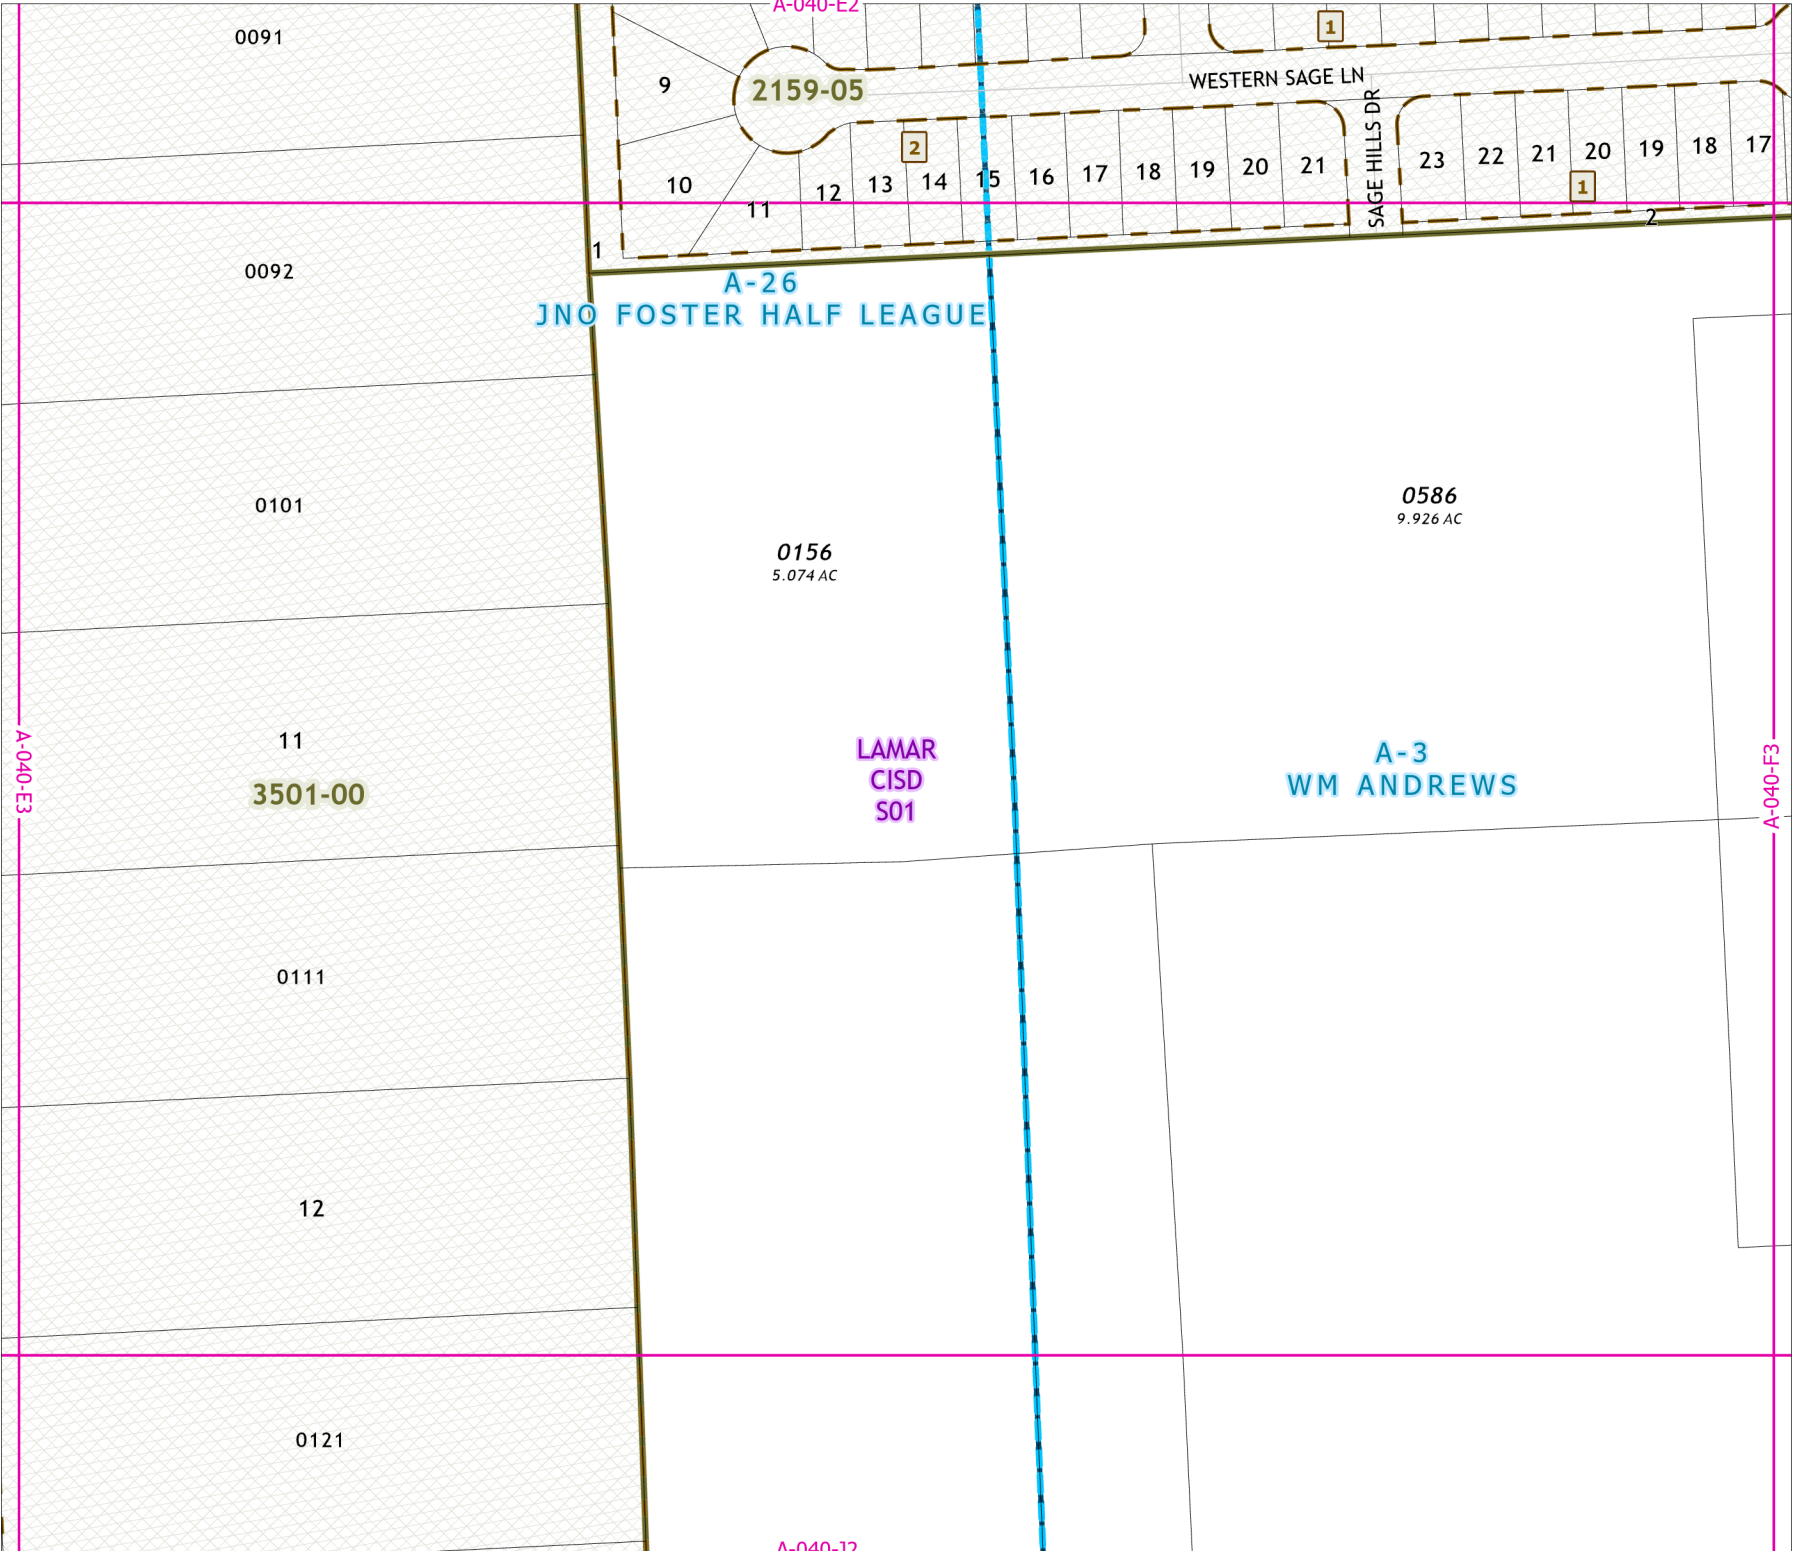 A-040-E2
0091
1
WESTERN SAGE LN
9
2159-05
SAGE HILLS DR
2
10
11
12
13
14
15
16
17
18
19
20
21
23
22
21
20
19
18
17
1
2
1
0092
A-26
JNO FOSTER HALF LEAGUE
0101
0586
9.926 AC
0156
5.074 AC
11
3501-00
LAMAR
CISD
S01
A-3
WM ANDREWS
A-040-E3
A-040-F3
0111
12
0121
A-040-J2